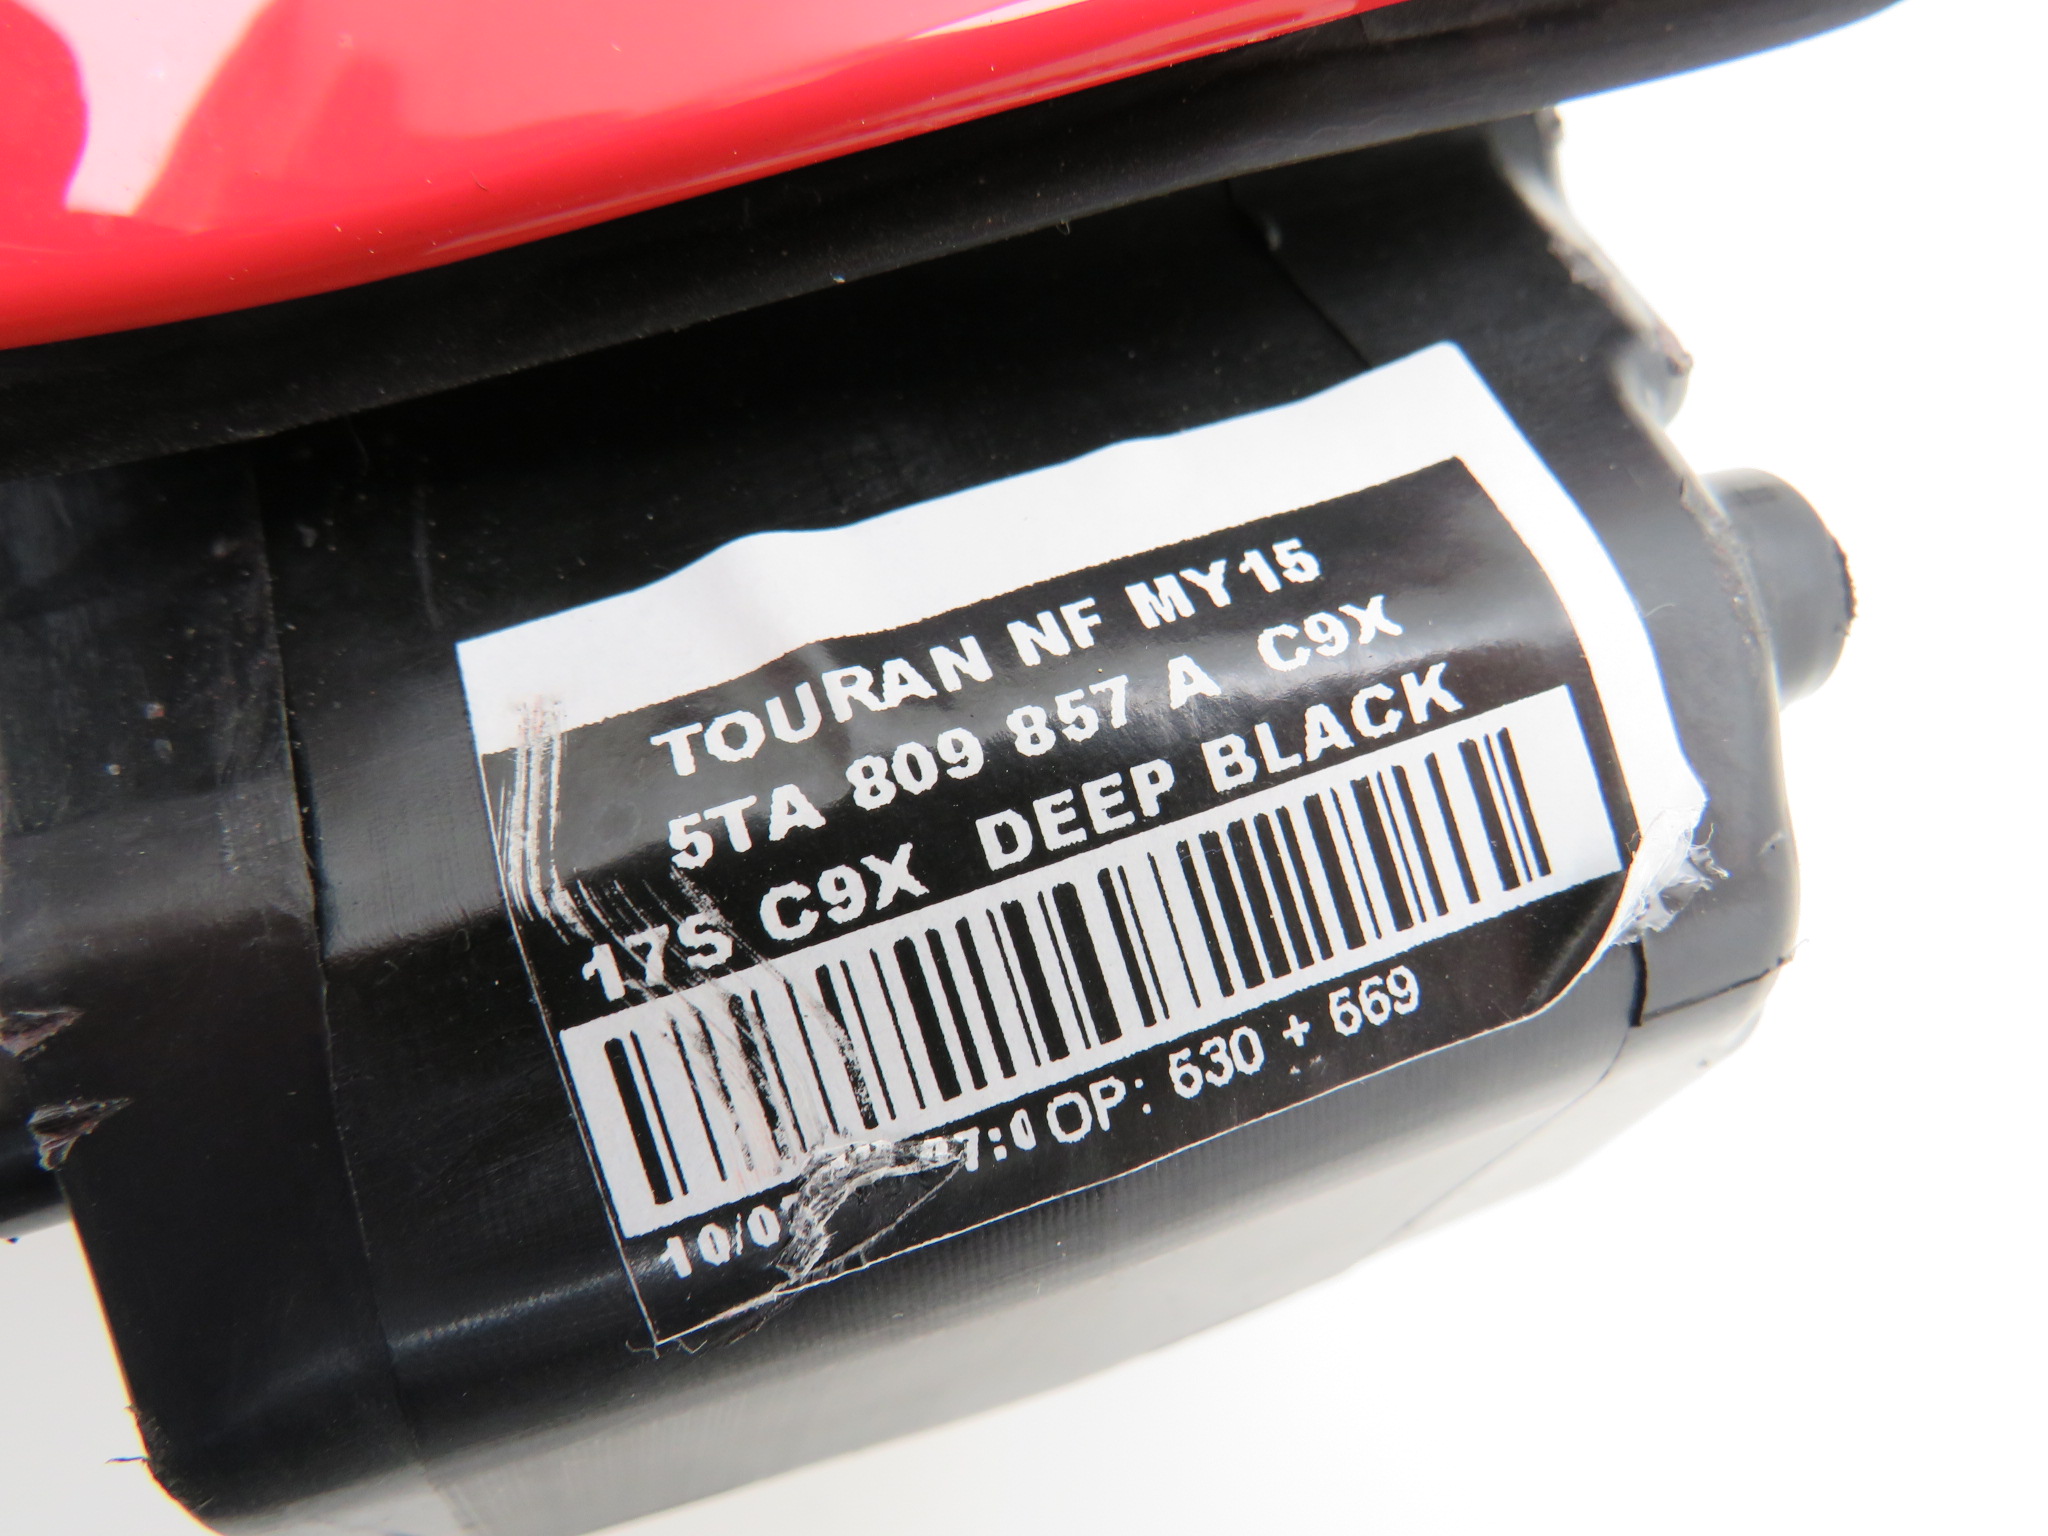 TOURAN NF MY15
5TA 809 857 A C9X
17S C9X DEEP BLACK
OP: 630 + 669